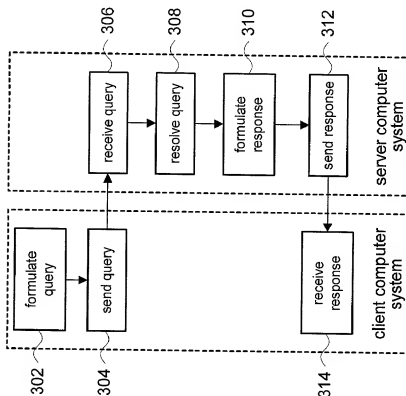 302
formulate
query
304
send query
306
receive query
308
resolve query
310
formulate
response
312
send response
314
receive
response
client computer
system
server computer
system